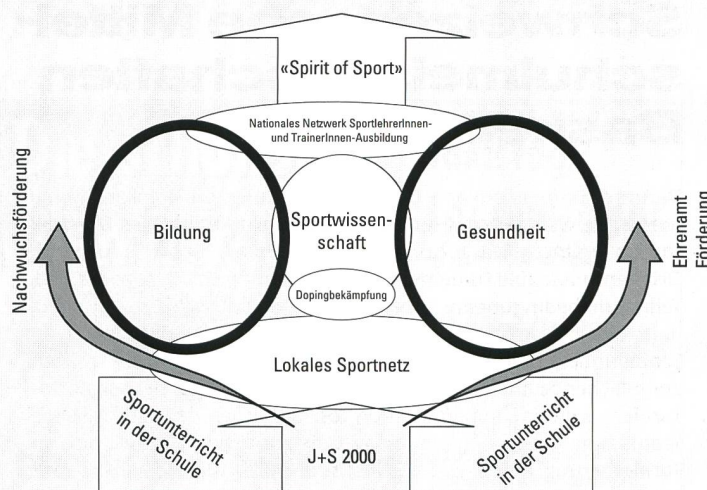 «Spirit of Sport»
Nationales Netzwerk SportlehrerInnen-
und TrainerInnen-Ausbildung
Nachwuchsförderung
Bildung
Sportwissen-
schaft
Gesundheit
Ehrenamt
Förderung
Dopingbekämpfung
Lokales Sportnetz
Sportunterricht
in der Schule
J+S 2000
Sportunterricht
in der Schule